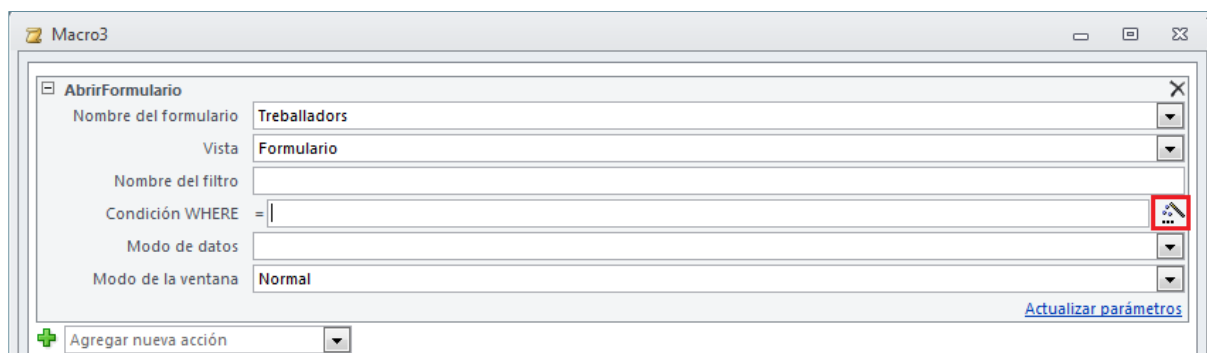 Macro3
AbrirFormulario
Nombre del formulario Treballadors
Vista Formulario
Nombre del filtro
Condición WHERE =
Modo de datos
Modo de la ventana Normal
Actualizar parámetros
Agregar nueva acción